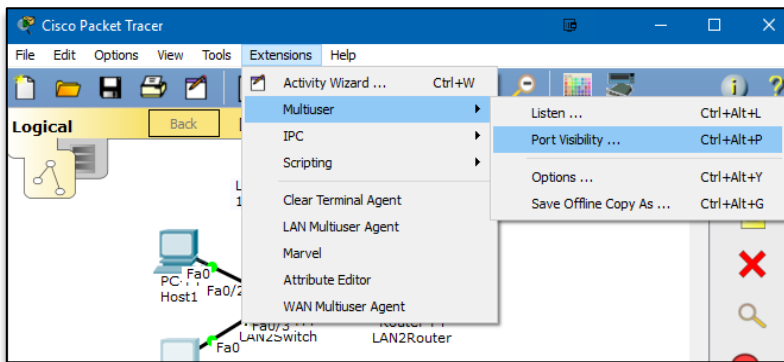 Cisco Packet Tracer
File Edit Options View Tools Extensions Help
Activity Wizard ... Ctrl+W
Multiuser
IPC
Scripting
Clear Terminal Agent
LAN Multiuser Agent
Marvel
Attribute Editor
WAN Multiuser Agent
Listen ... Ctrl+Alt+L
Port Visibility ... Ctrl+Alt+P
Options ... Ctrl+Alt+Y
Save Offline Copy As ... Ctrl+Alt+G
Logical
Back
Fa0
Host1
Fa0/2
Fa0/3
LAN2Switch
LAN2Router
Fa0